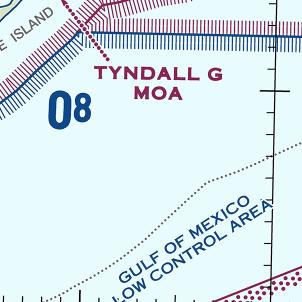 E ISLAND
TYNDALL G
MOA
08
GULF OF MEXICO
LOW CONTROL AREA